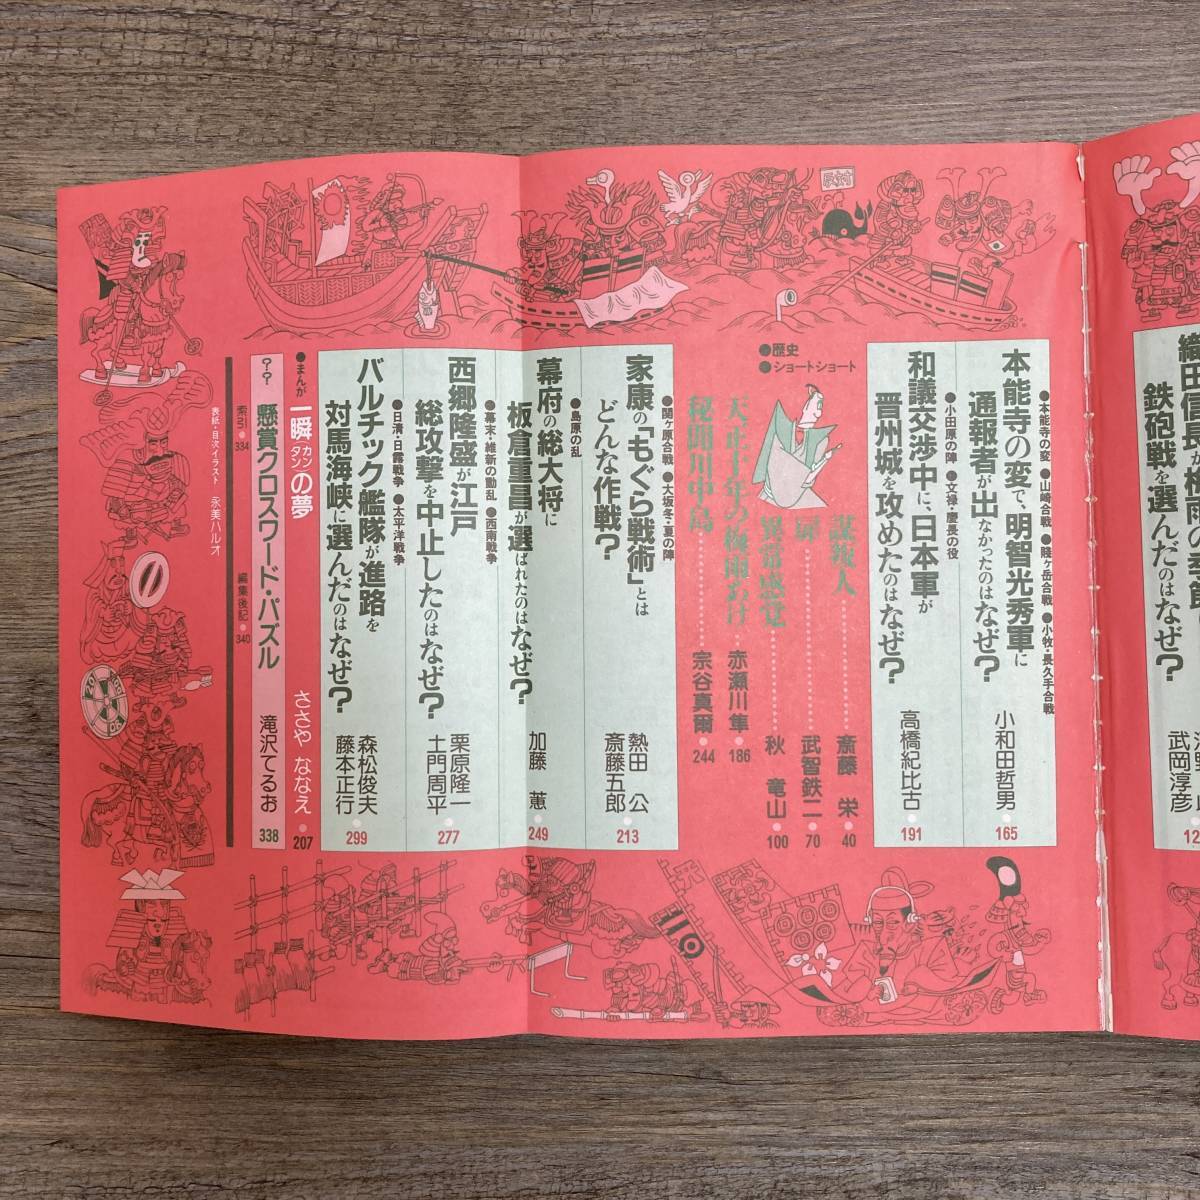 鉄砲戦を選んだのはなぜ?
武岡淳彦
●本能寺の変 ●山崎合戦 ●賤ヶ岳合戦 ●小牧・長久手合戦
本能寺の変で、明智光秀軍に
通報者が出なかったのはなぜ?
小和田哲男
165
●小田原の陣 ●文禄・慶長の役
和議交渉中に、日本軍が
晋州城を攻めたのはなぜ?
高橋紀比古
191
●歴史
●ショートショート
謀叛人
斎藤 栄・40
扉
武智鉄二・70
異常感覚
秋 竜山・100
天正十年の梅雨あけ
赤瀬川隼・186
秘聞川中島
宗谷真爾・244
●関ヶ原合戦 ●大坂冬・夏の陣
家康の「もぐら戦術」とは
どんな作戦?
熱田 公
斎藤五郎
213
●島原の乱
幕府の総大将に
板倉重昌が選ばれたのはなぜ?
加藤 蕙
249
●幕末・維新の動乱 ●西南戦争
西郷隆盛が江戸
総攻撃を中止したのはなぜ?
栗原隆一
土門周平
277
●日清・日露戦争 ●太平洋戦争
バルチック艦隊が進路を
対馬海峡に選んだのはなぜ?
森松俊夫
藤本正行
299
●まんが
一瞬カンタンの夢
ささや ななえ・207
懸賞クロスワード・パズル
滝沢てるお
338
索引・334
編集後記・340
表紙・目次イラスト 永美ハルオ
119